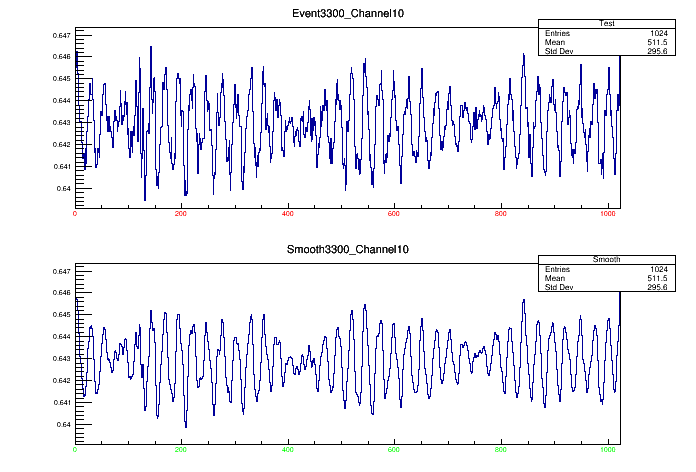 Event3300_Channel10
Test
Entries 1024
Mean 511.5
Std Dev 295.6
0.647
0.646
0.645
0.644
0.643
0.642
0.641
0.64
0 200 400 600 800 1000
Smooth3300_Channel10
Smooth
Entries 1024
Mean 511.5
Std Dev 295.6
0.647
0.646
0.645
0.644
0.643
0.642
0.641
0.64
0 200 400 600 800 1000